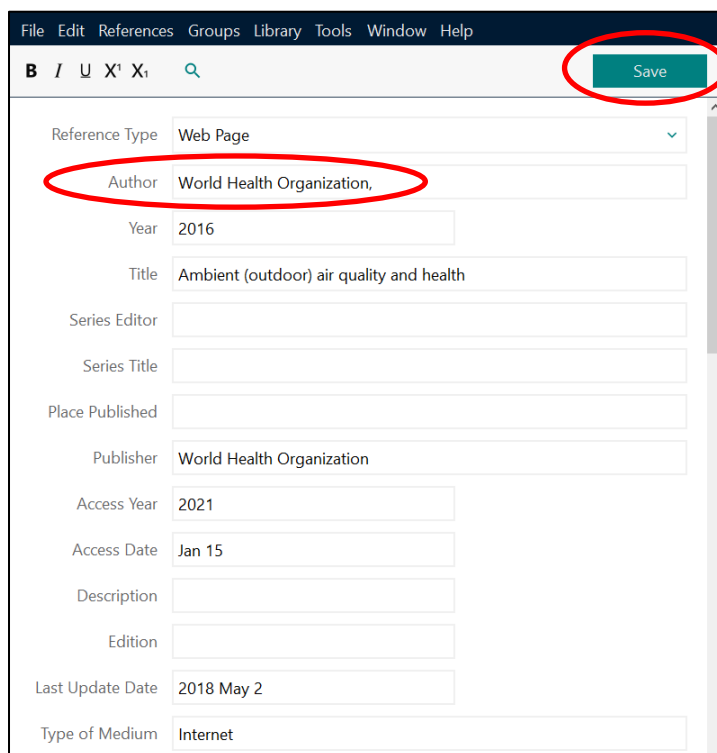 File Edit References Groups Library Tools Window Help
B I U X¹ X₁ Save
Reference Type Web Page
Author World Health Organization,
Year 2016
Title Ambient (outdoor) air quality and health
Series Editor
Series Title
Place Published
Publisher World Health Organization
Access Year 2021
Access Date Jan 15
Description
Edition
Last Update Date 2018 May 2
Type of Medium Internet